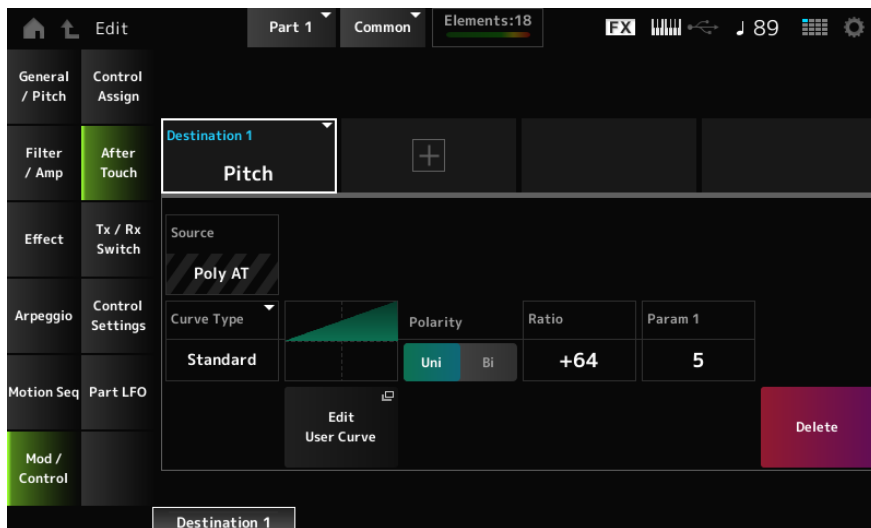 Edit
Part 1
Common
Elements:18
FX
89
General
/ Pitch
Control
Assign
Filter
/ Amp
After
Touch
Destination 1
Pitch
Effect
Tx / Rx
Switch
Source
Poly AT
Arpeggio
Control
Settings
Curve Type
Standard
Polarity
Uni
Bi
Ratio
+64
Param 1
5
Motion Seq
Part LFO
Edit
User Curve
Delete
Mod /
Control
Destination 1